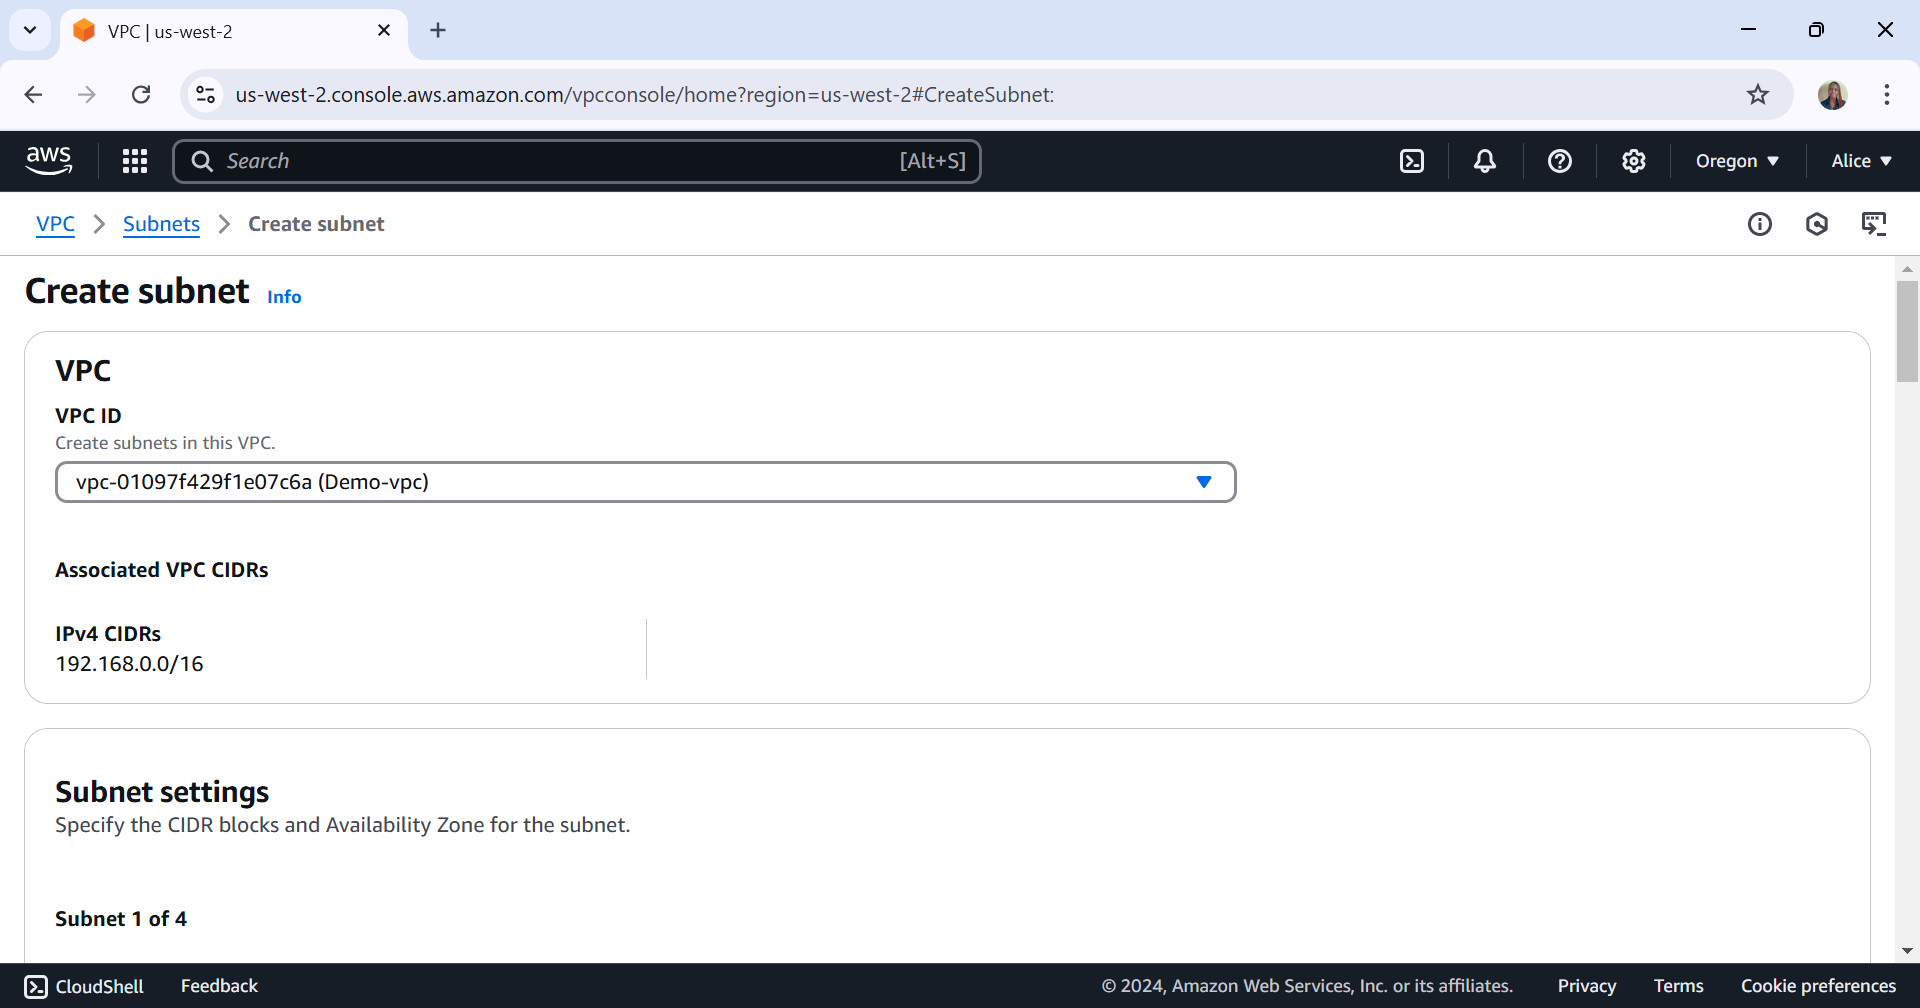 VPC | us-west-2
us-west-2.console.aws.amazon.com/vpcconsole/home?region=us-west-2#CreateSubnet:
aws
Search
[Alt+S]
Oregon
Alice
VPC
Subnets
Create subnet
Create subnet
Info
VPC
VPC ID
Create subnets in this VPC.
vpc-01097f429f1e07c6a (Demo-vpc)
Associated VPC CIDRs
IPv4 CIDRs
192.168.0.0/16
Subnet settings
Specify the CIDR blocks and Availability Zone for the subnet.
Subnet 1 of 4
CloudShell
Feedback
© 2024, Amazon Web Services, Inc. or its affiliates.
Privacy
Terms
Cookie preferences